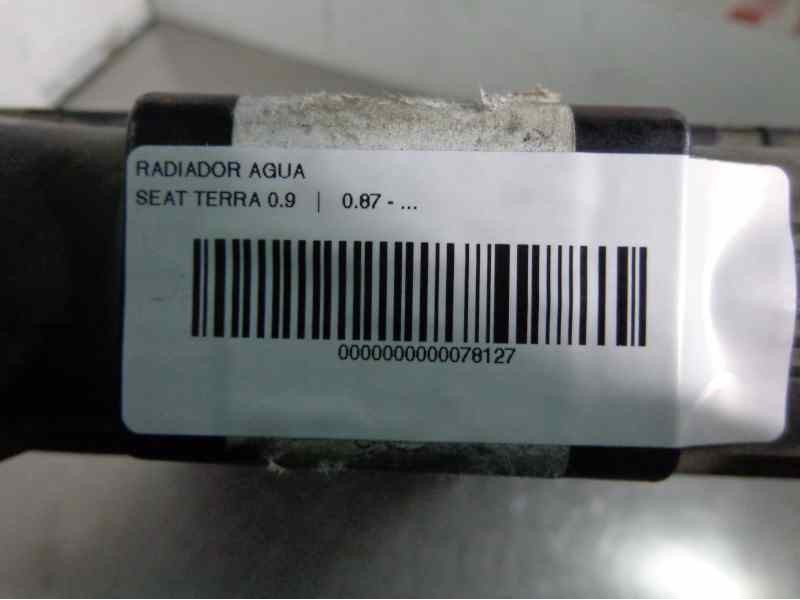 RADIADOR AGUA
SEAT TERRA 0.9 | 0.87 - ...
0000000000078127